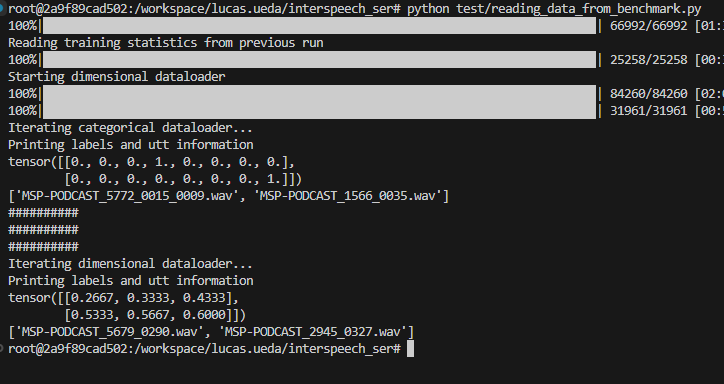 root@2a9f89cad502:/workspace/lucas.ueda/interspeech_ser# python test/reading_data_from_benchmark.py
100%| | 66992/66992 [01:
Reading training statistics from previous run
100%| | 25258/25258 [00:
Starting dimensional dataloader
100%| | 84260/84260 [02:
100%| | 31961/31961 [00:
Iterating categorical dataloader...
Printing labels and utt information
tensor([[0., 0., 0., 1., 0., 0., 0., 0.],
        [0., 0., 0., 0., 0., 0., 0., 1.]])
['MSP-PODCAST_5772_0015_0009.wav', 'MSP-PODCAST_1566_0035.wav']
##########
##########
##########
Iterating dimensional dataloader...
Printing labels and utt information
tensor([[0.2667, 0.3333, 0.4333],
        [0.5333, 0.5667, 0.6000]])
['MSP-PODCAST_5679_0290.wav', 'MSP-PODCAST_2945_0327.wav']
root@2a9f89cad502:/workspace/lucas.ueda/interspeech_ser#